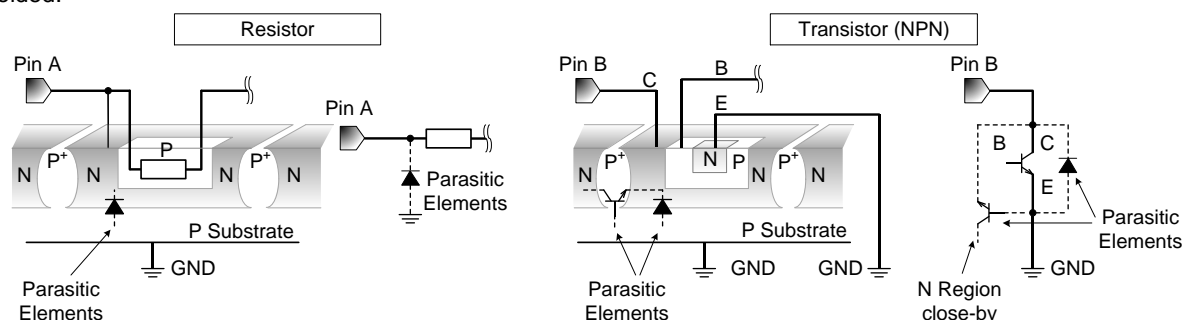 Resistor
Pin A
Pin A
N
P+
N
P
N
P+
N
Parasitic
Elements
P Substrate
GND
Parasitic
Elements
Transistor (NPN)
Pin B
C
B
E
N
P+
N
N
P
N
P+
N
P Substrate
GND
GND
Parasitic
Elements
Pin B
B
C
E
Parasitic
Elements
GND
N Region
close-by